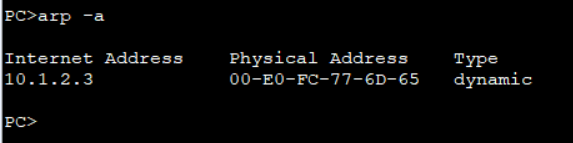 PC>arp -a
Internet Address Physical Address Type
10.1.2.3 00-E0-FC-77-6D-65 dynamic
PC>